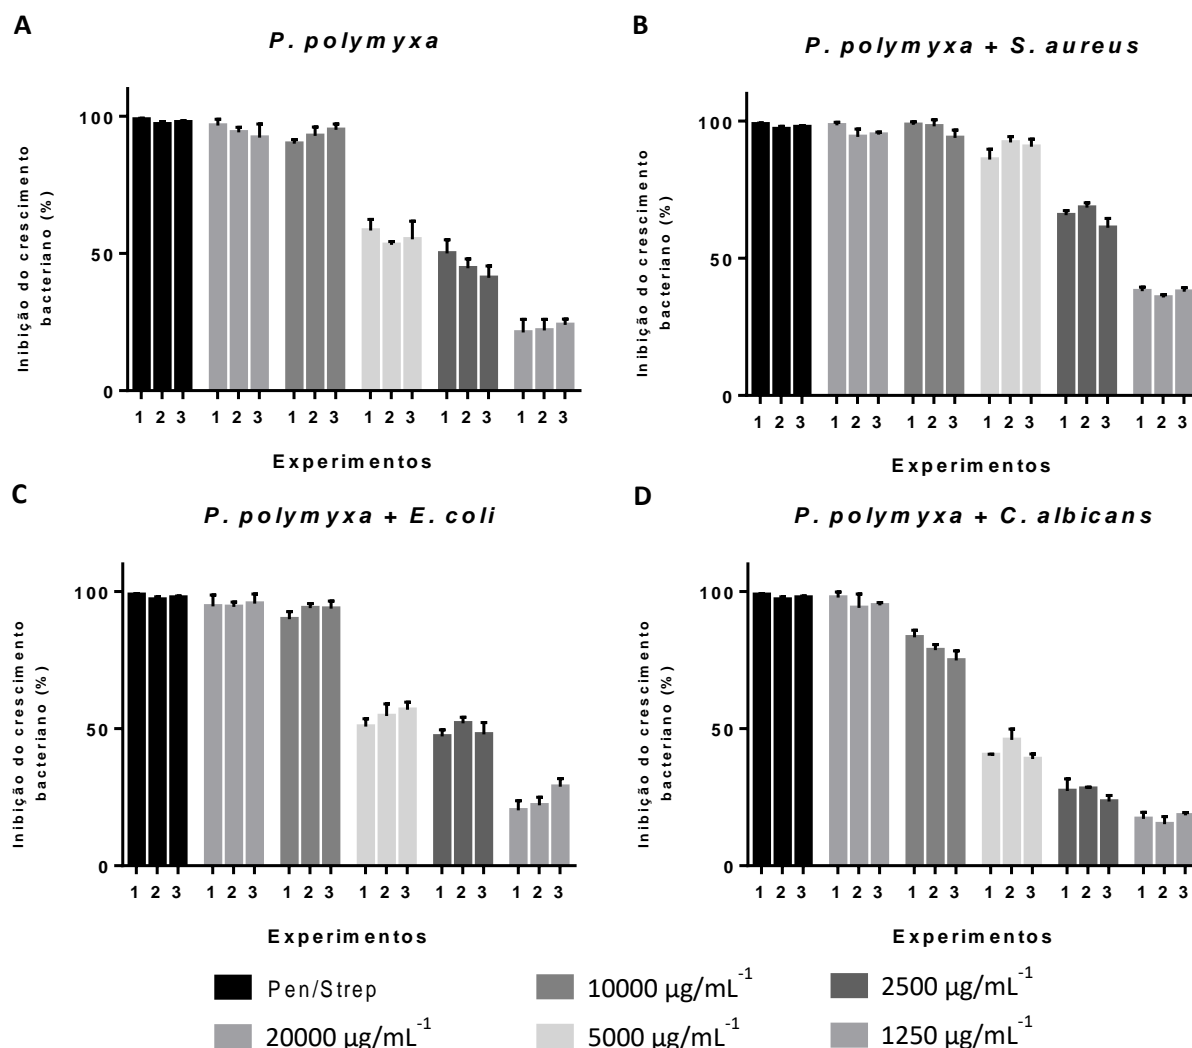 A
P. polymyxa
Inibição do crescimento
bacteriano (%)
100
50
0
1 2 3 1 2 3 1 2 3 1 2 3 1 2 3 1 2 3
Experimentos
B
P. polymyxa + S. aureus
Inibição do crescimento
bacteriano (%)
100
50
0
1 2 3 1 2 3 1 2 3 1 2 3 1 2 3 1 2 3
Experimentos
C
P. polymyxa + E. coli
Inibição do crescimento
bacteriano (%)
100
50
0
1 2 3 1 2 3 1 2 3 1 2 3 1 2 3 1 2 3
Experimentos
D
P. polymyxa + C. albicans
Inibição do crescimento
bacteriano (%)
100
50
0
1 2 3 1 2 3 1 2 3 1 2 3 1 2 3 1 2 3
Experimentos
Pen/Strep
10000 µg/mL⁻¹
2500 µg/mL⁻¹
20000 µg/mL⁻¹
5000 µg/mL⁻¹
1250 µg/mL⁻¹